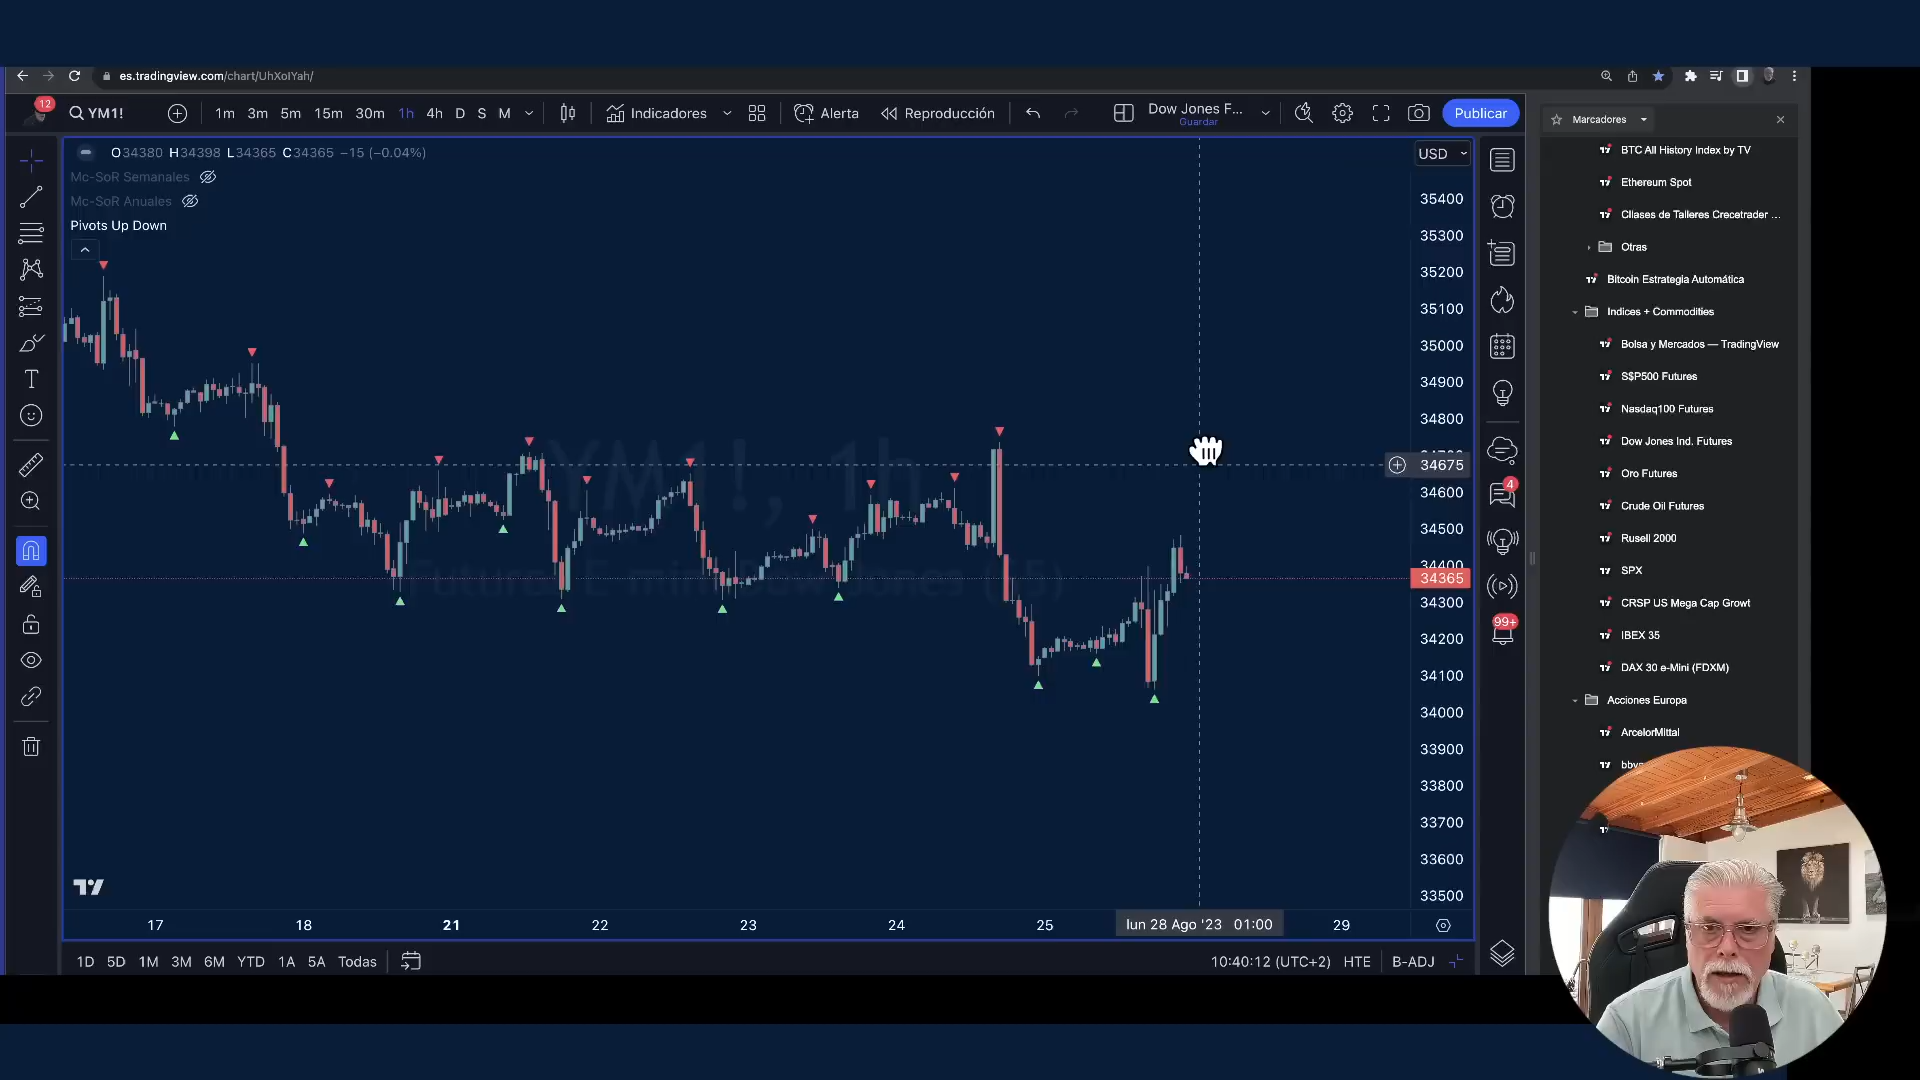 es.tradingview.com/chart/UhXoIYah/
12
YM1!
1m 3m 5m 15m 30m 1h 4h D S M
Indicadores
Alerta
Reproducción
Dow Jones F...
Guardar
Publicar
Marcadores
O34380 H34398 L34365 C34365 −15 (−0.04%)
USD
Mc-SoR Semanales
Mc-SoR Anuales
Pivots Up Down
YM1!, 1h
35400
35300
35200
35100
35000
34900
34800
34675
34600
34500
34400
34365
34300
34200
34100
34000
33900
33800
33700
33600
33500
4
99+
BTC All History Index by TV
Ethereum Spot
Cllases de Talleres Crecetrader ...
Otras
Bitcoin Estrategia Automática
Indices + Commodities
Bolsa y Mercados — TradingView
S$P500 Futures
Nasdaq100 Futures
Dow Jones Ind. Futures
Oro Futures
Crude Oil Futures
Rusell 2000
SPX
CRSP US Mega Cap Growt
IBEX 35
DAX 30 e-Mini (FDXM)
Acciones Europa
ArcelorMittal
17 18 21 22 23 24 25 lun 28 Ago '23 01:00 29
1D 5D 1M 3M 6M YTD 1A 5A Todas
10:40:12 (UTC+2) HTE B-ADJ